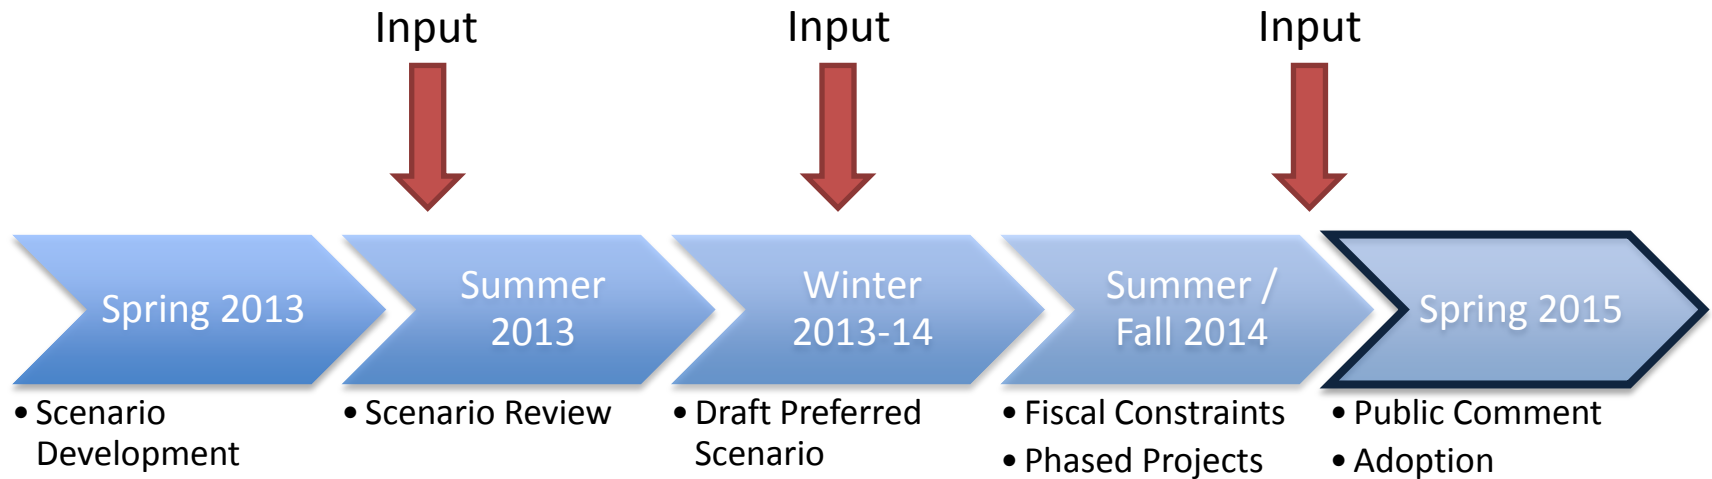 Input
Input
Input
Spring 2013
Summer
2013
Winter
2013-14
Summer /
Fall 2014
Spring 2015
• Scenario
Development
• Scenario Review
• Draft Preferred
Scenario
• Fiscal Constraints
• Phased Projects
• Public Comment
• Adoption